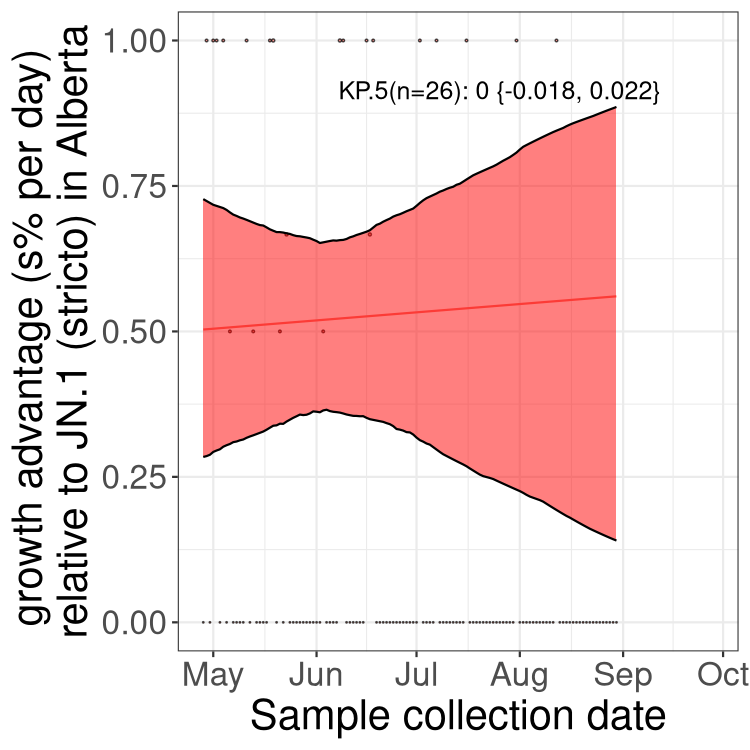 growth advantage (s% per day)
relative to JN.1 (stricto) in Alberta
1.00
0.75
0.50
0.25
0.00
KP.5(n=26): 0 {-0.018, 0.022}
May Jun Jul Aug Sep Oct
Sample collection date